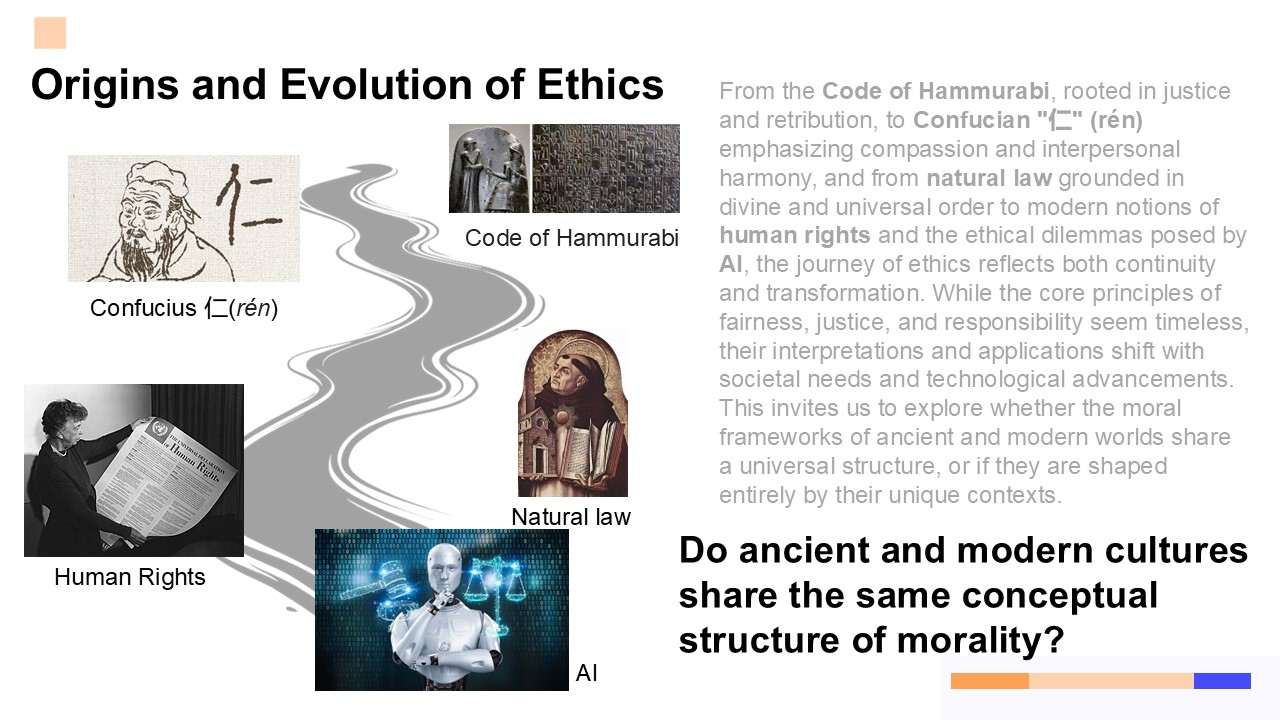 Origins and Evolution of Ethics
仁
Confucius 仁(rén)
Code of Hammurabi
THE UNIVERSAL DECLARATION
OF Human Rights
Human Rights
Natural law
AI
From the Code of Hammurabi, rooted in justice
and retribution, to Confucian "仁" (rén)
emphasizing compassion and interpersonal
harmony, and from natural law grounded in
divine and universal order to modern notions of
human rights and the ethical dilemmas posed by
AI, the journey of ethics reflects both continuity
and transformation. While the core principles of
fairness, justice, and responsibility seem timeless,
their interpretations and applications shift with
societal needs and technological advancements.
This invites us to explore whether the moral
frameworks of ancient and modern worlds share
a universal structure, or if they are shaped
entirely by their unique contexts.
Do ancient and modern cultures
share the same conceptual
structure of morality?